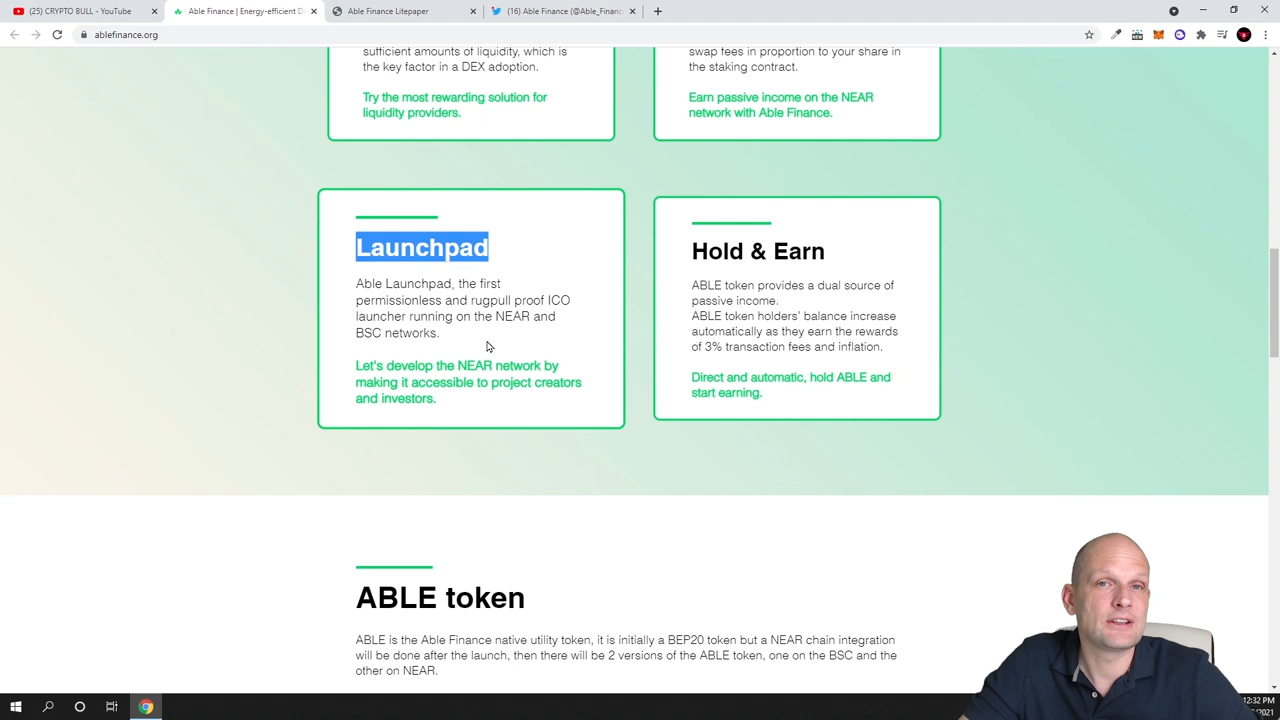 (25) CRYPTO BULL - YouTube
Able Finance | Energy-efficient D
Able Finance Litepaper
(16) Able Finance (@Able_Financ
ablefinance.org
sufficient amounts of liquidity, which is
the key factor in a DEX adoption.
Try the most rewarding solution for
liquidity providers.
swap fees in proportion to your share in
the staking contract.
Earn passive income on the NEAR
network with Able Finance.
Launchpad
Able Launchpad, the first
permissionless and rugpull proof ICO
launcher running on the NEAR and
BSC networks.
Let's develop the NEAR network by
making it accessible to project creators
and investors.
Hold & Earn
ABLE token provides a dual source of
passive income.
ABLE token holders' balance increase
automatically as they earn the rewards
of 3% transaction fees and inflation.
Direct and automatic, hold ABLE and
start earning.
ABLE token
ABLE is the Able Finance native utility token, it is initially a BEP20 token but a NEAR chain integration
will be done after the launch, then there will be 2 versions of the ABLE token, one on the BSC and the
other on NEAR.
12:32 PM
/2021